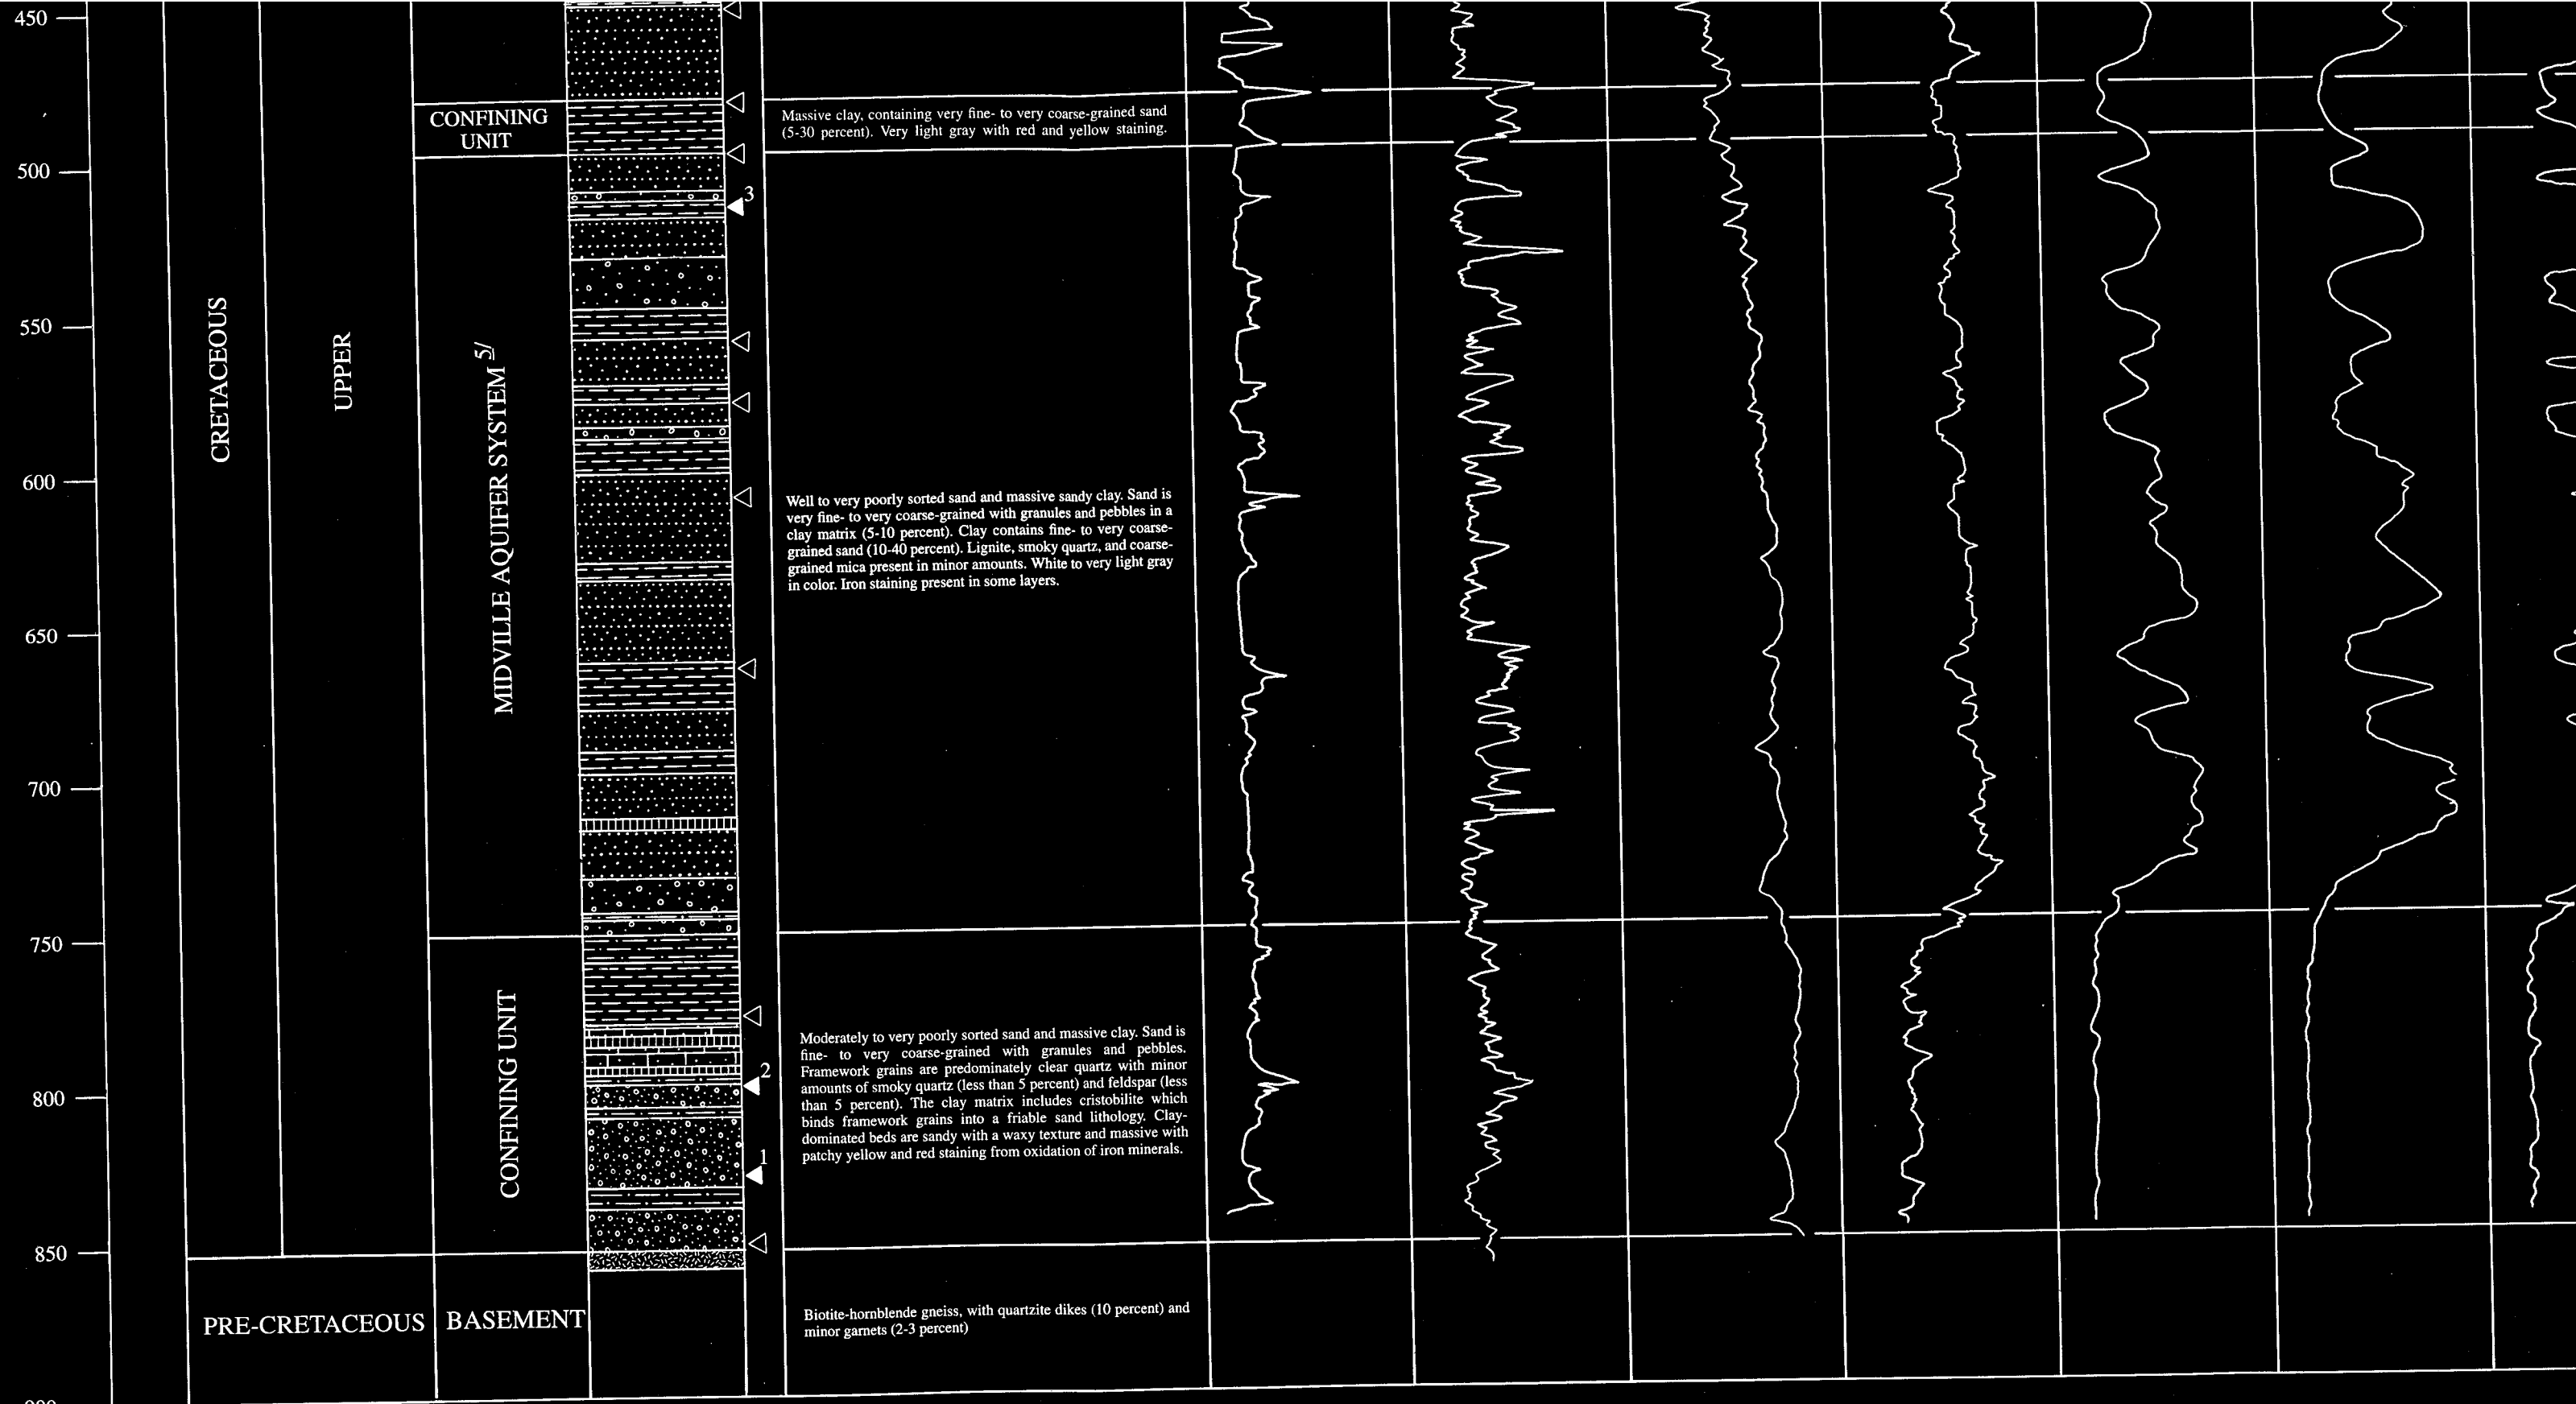 450
500
550
600
650
700
750
800
850
CRETACEOUS
UPPER
CONFINING
UNIT
MIDVILLE AQUIFER SYSTEM 5/
CONFINING UNIT
PRE-CRETACEOUS
BASEMENT
3
2
1
Massive clay, containing very fine- to very coarse-grained sand
(5-30 percent). Very light gray with red and yellow staining.
Well to very poorly sorted sand and massive sandy clay. Sand is
very fine- to very coarse-grained with granules and pebbles in a
clay matrix (5-10 percent). Clay contains fine- to very coarse-
grained sand (10-40 percent). Lignite, smoky quartz, and coarse-
grained mica present in minor amounts. White to very light gray
in color. Iron staining present in some layers.
Moderately to very poorly sorted sand and massive clay. Sand is
fine- to very coarse-grained with granules and pebbles.
Framework grains are predominately clear quartz with minor
amounts of smoky quartz (less than 5 percent) and feldspar (less
than 5 percent). The clay matrix includes cristobilite which
binds framework grains into a friable sand lithology. Clay-
dominated beds are sandy with a waxy texture and massive with
patchy yellow and red staining from oxidation of iron minerals.
Biotite-hornblende gneiss, with quartzite dikes (10 percent) and
minor garnets (2-3 percent)